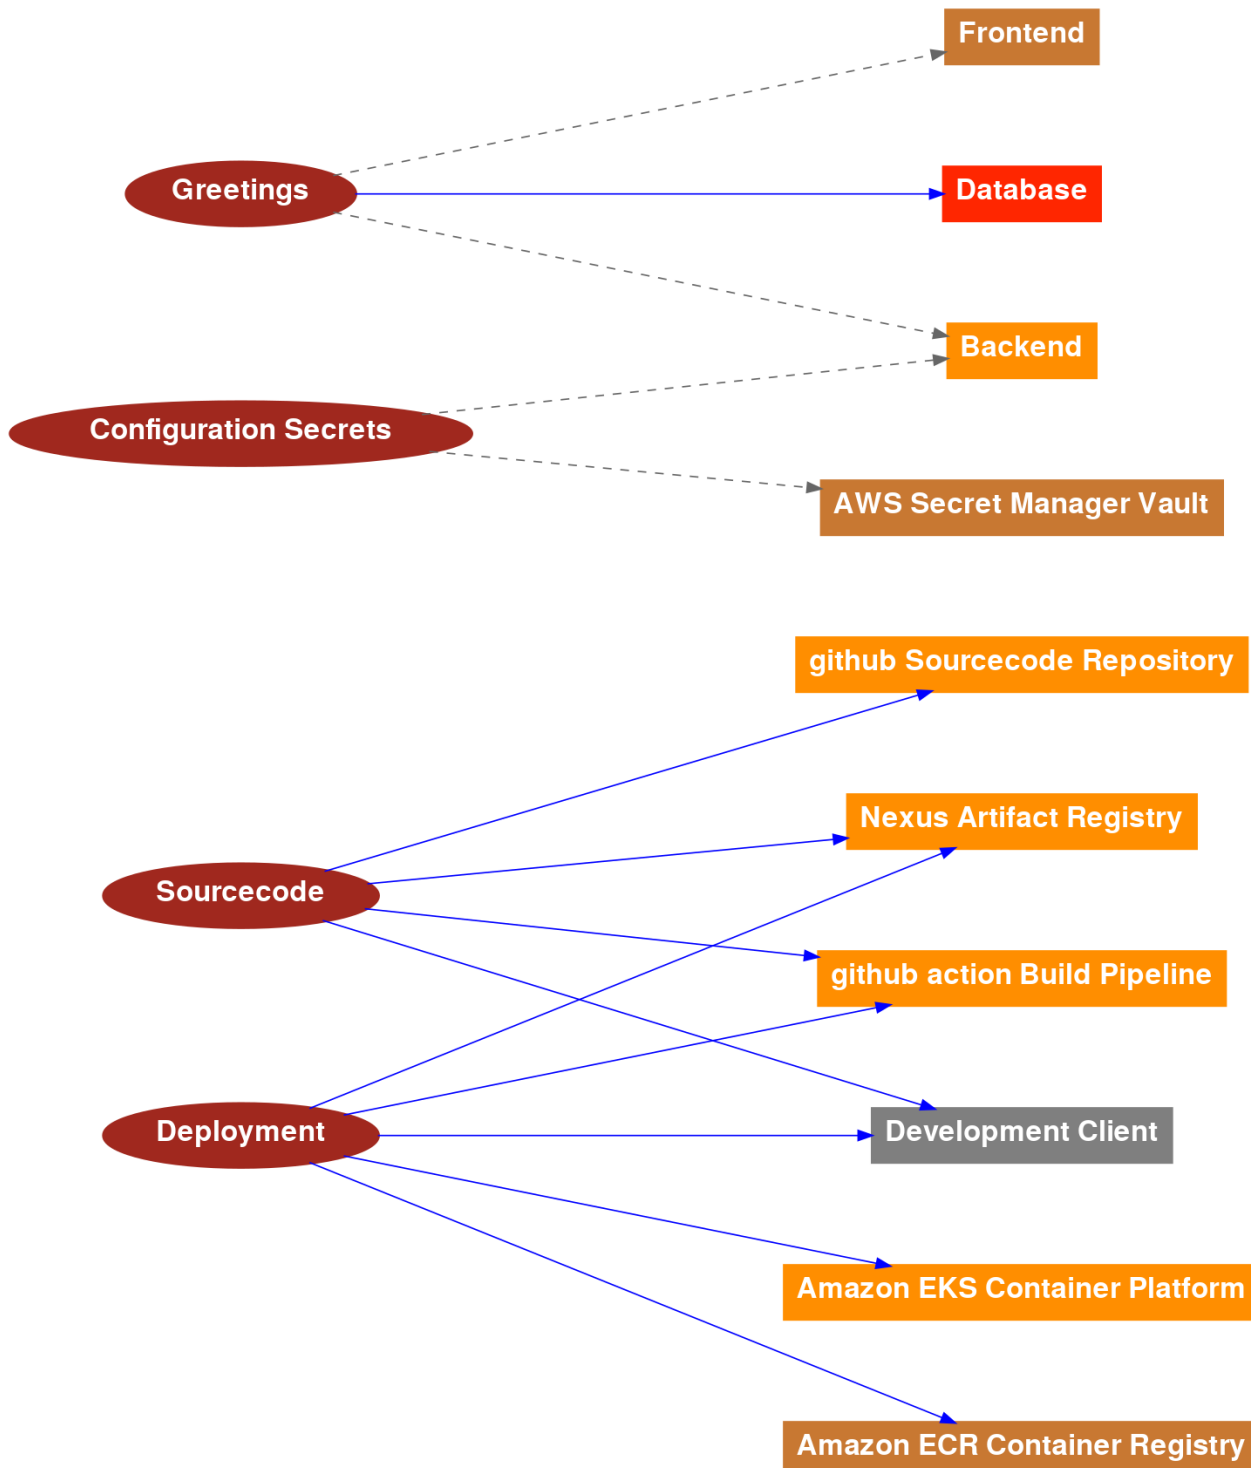 Frontend
Greetings
Database
Backend
Configuration Secrets
AWS Secret Manager Vault
github Sourcecode Repository
Nexus Artifact Registry
Sourcecode
github action Build Pipeline
Deployment
Development Client
Amazon EKS Container Platform
Amazon ECR Container Registry